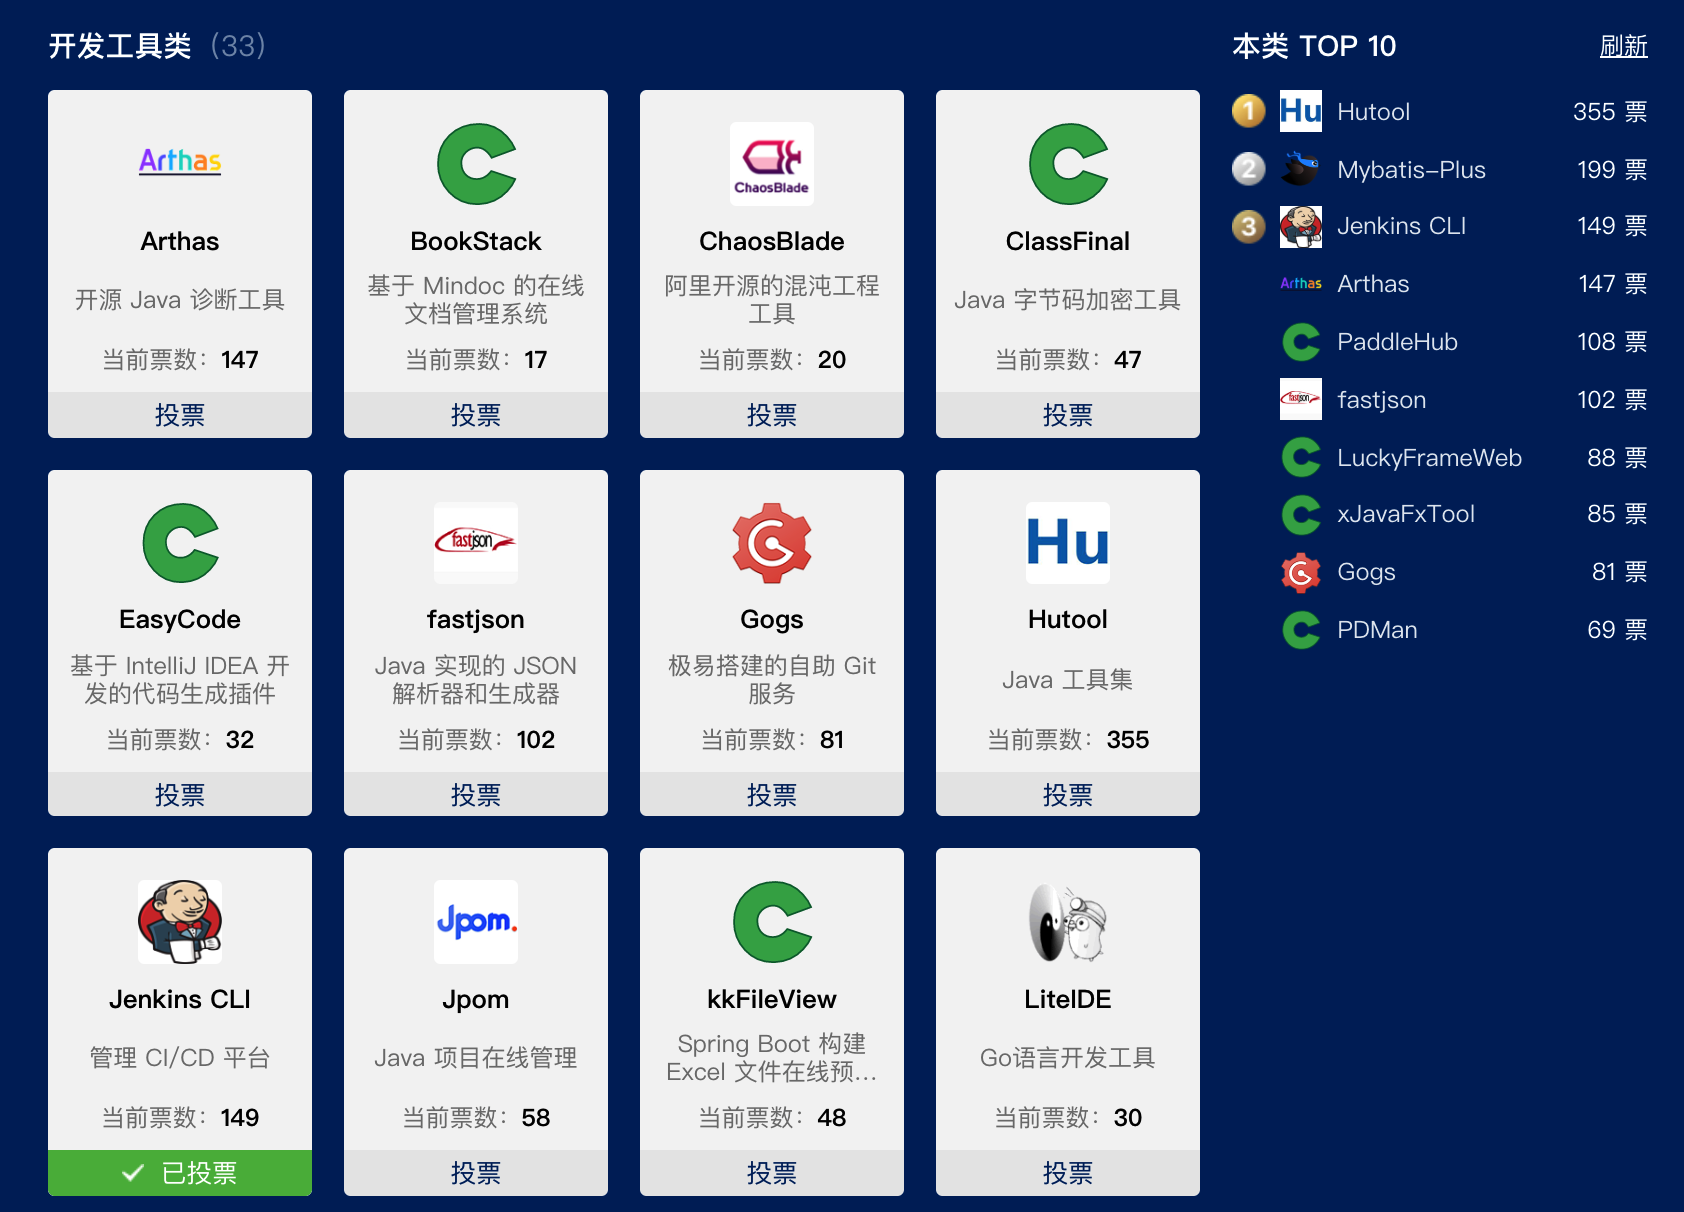 开发工具类 (33)
Arthas
Arthas
开源 Java 诊断工具
当前票数：147
投票
BookStack
基于 Mindoc 的在线
文档管理系统
当前票数：17
投票
ChaosBlade
ChaosBlade
阿里开源的混沌工程
工具
当前票数：20
投票
ClassFinal
Java 字节码加密工具
当前票数：47
投票
EasyCode
基于 IntelliJ IDEA 开
发的代码生成插件
当前票数：32
投票
fastjson
fastjson
Java 实现的 JSON
解析器和生成器
当前票数：102
投票
Gogs
极易搭建的自助 Git
服务
当前票数：81
投票
Hu
Hutool
Java 工具集
当前票数：355
投票
Jenkins CLI
管理 CI/CD 平台
当前票数：149
已投票
Jpom.
Jpom
Java 项目在线管理
当前票数：58
投票
kkFileView
Spring Boot 构建
Excel 文件在线预...
当前票数：48
投票
LiteIDE
Go语言开发工具
当前票数：30
投票
本类 TOP 10 刷新
1 Hu Hutool 355 票
2 Mybatis-Plus 199 票
3 Jenkins CLI 149 票
Arthas Arthas 147 票
PaddleHub 108 票
fastjson fastjson 102 票
LuckyFrameWeb 88 票
xJavaFxTool 85 票
Gogs 81 票
PDMan 69 票